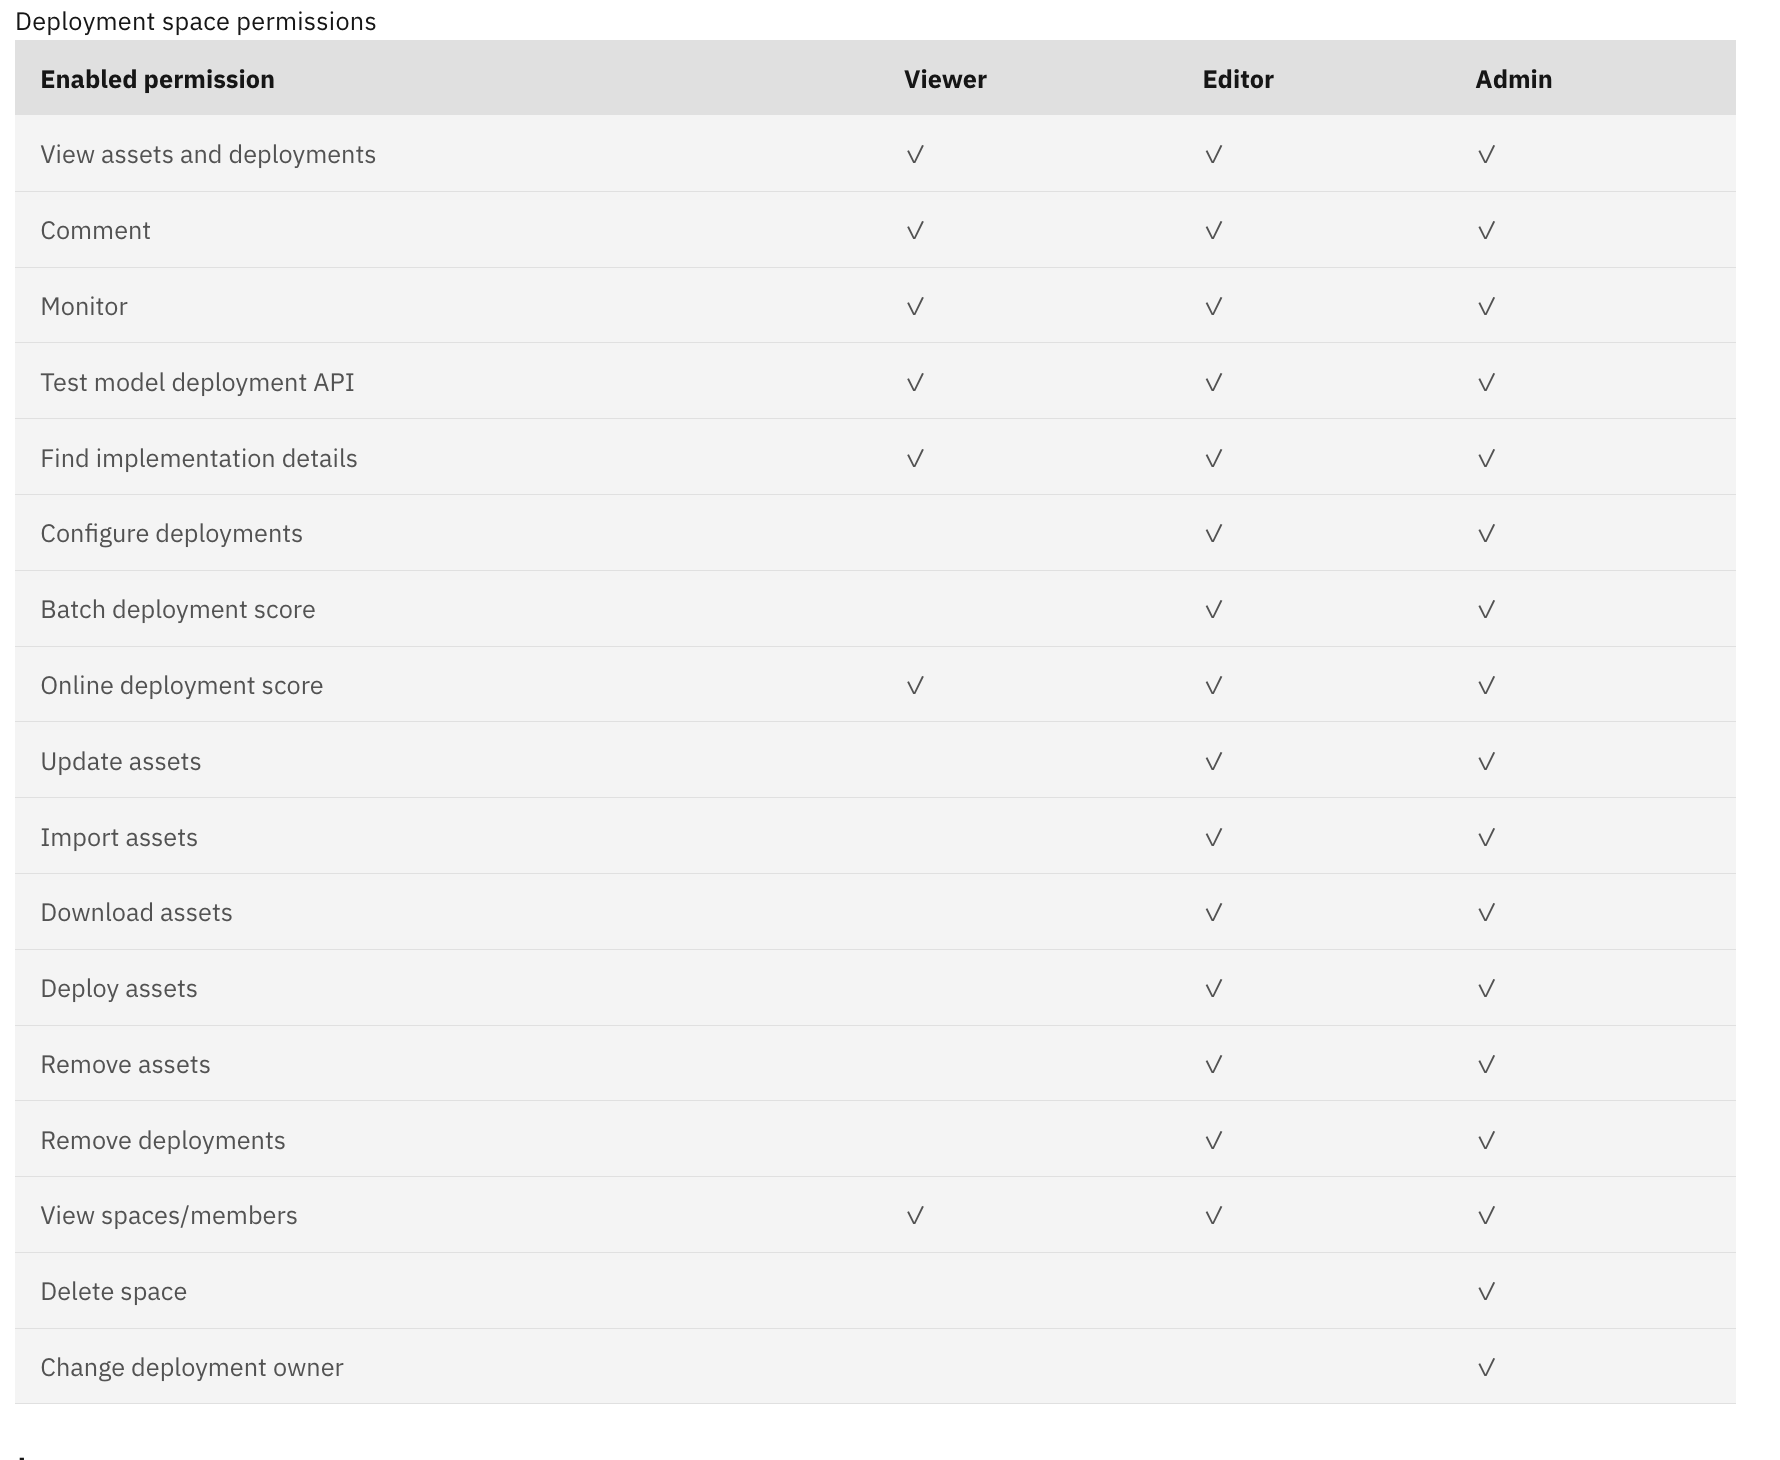 Deployment space permissions
Enabled permission Viewer Editor Admin
View assets and deployments ✓ ✓ ✓
Comment ✓ ✓ ✓
Monitor ✓ ✓ ✓
Test model deployment API ✓ ✓ ✓
Find implementation details ✓ ✓ ✓
Configure deployments ✓ ✓
Batch deployment score ✓ ✓
Online deployment score ✓ ✓ ✓
Update assets ✓ ✓
Import assets ✓ ✓
Download assets ✓ ✓
Deploy assets ✓ ✓
Remove assets ✓ ✓
Remove deployments ✓ ✓
View spaces/members ✓ ✓ ✓
Delete space ✓
Change deployment owner ✓